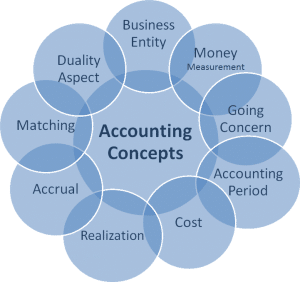 Business
Entity
Money
Measurement
Going
Concern
Accounting
Period
Cost
Realization
Accrual
Matching
Duality
Aspect
Accounting
Concepts